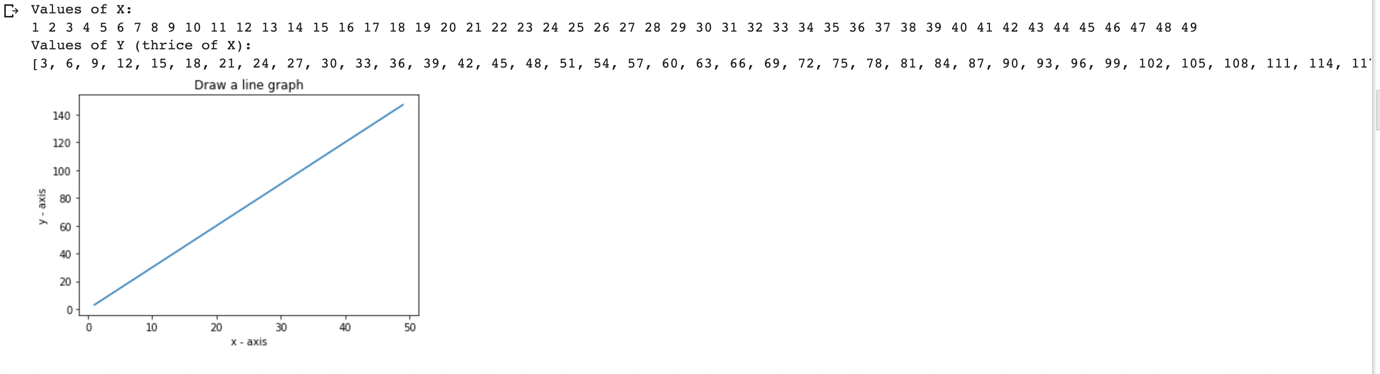 Values of X:
1 2 3 4 5 6 7 8 9 10 11 12 13 14 15 16 17 18 19 20 21 22 23 24 25 26 27 28 29 30 31 32 33 34 35 36 37 38 39 40 41 42 43 44 45 46 47 48 49
Values of Y (thrice of X):
[3, 6, 9, 12, 15, 18, 21, 24, 27, 30, 33, 36, 39, 42, 45, 48, 51, 54, 57, 60, 63, 66, 69, 72, 75, 78, 81, 84, 87, 90, 93, 96, 99, 102, 105, 108, 111, 114,
Draw a line graph
140
120
100
80
60
40
20
0
y - axis
0 10 20 30 40 50
x - axis